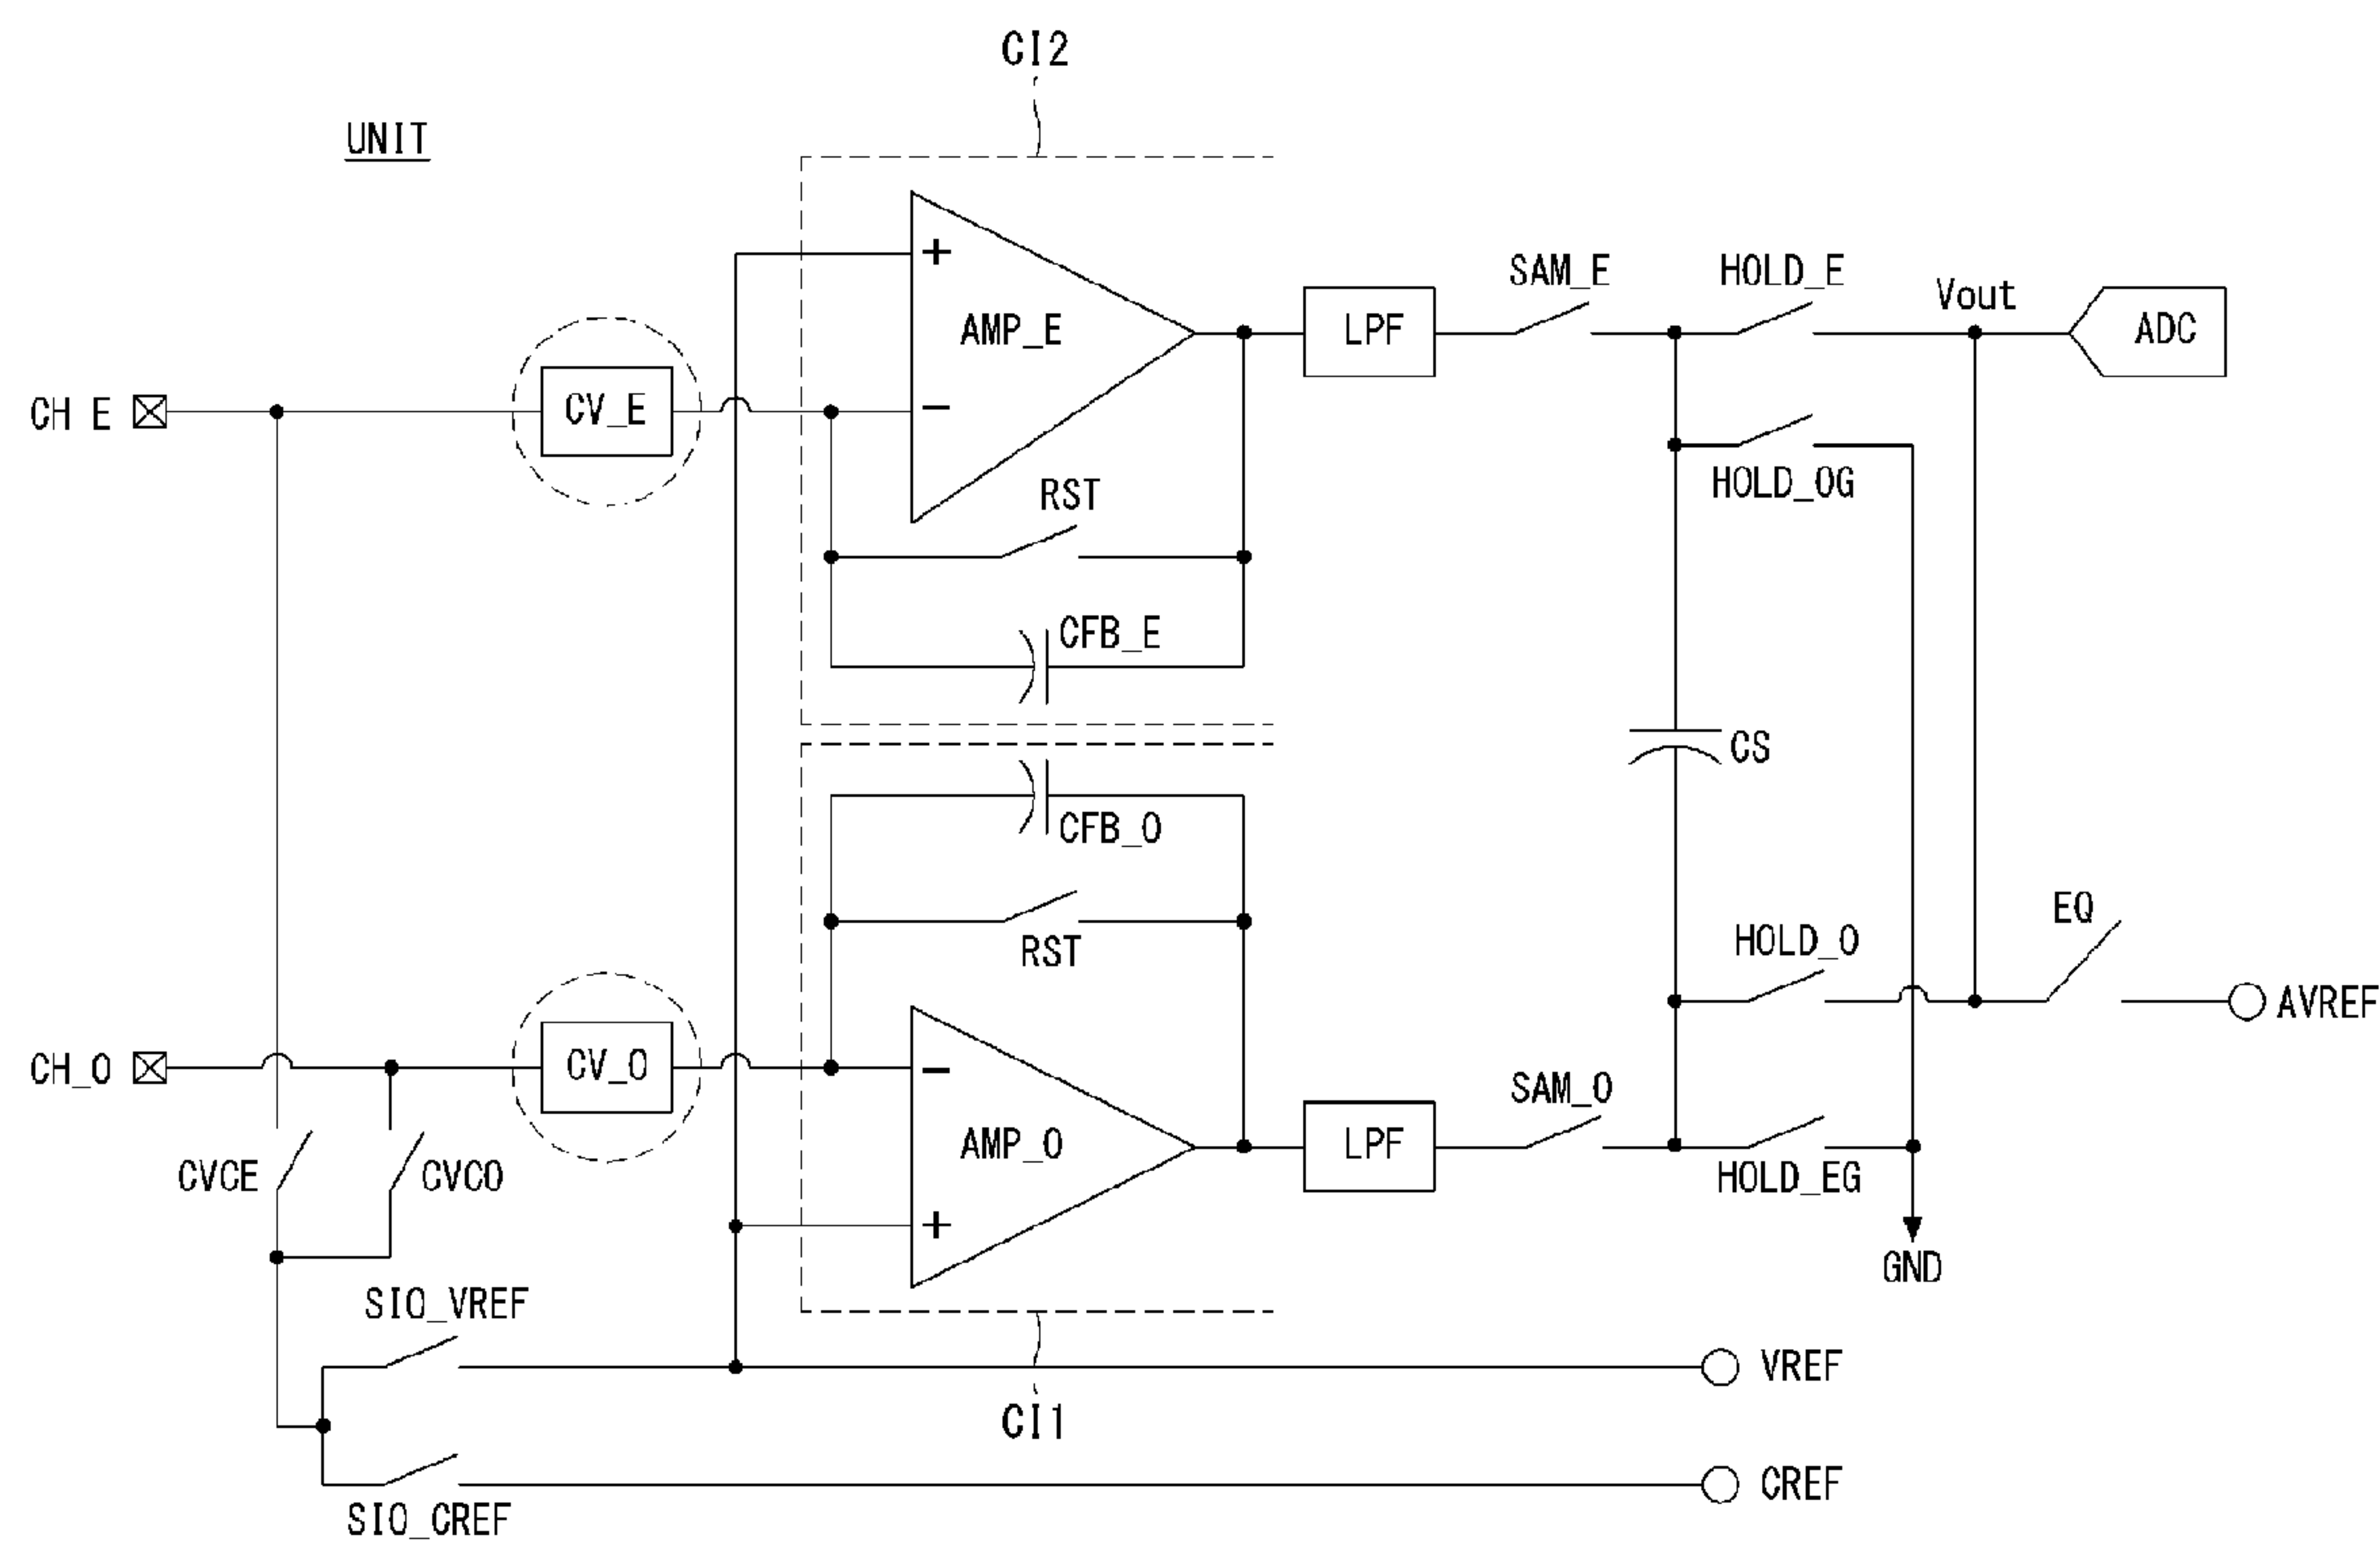 CI2
UNIT
+
AMP_E
−
LPF
SAM_E
HOLD_E
Vout
ADC
CH E
CV_E
HOLD_OG
RST
CFB_E
CS
CFB_O
RST
HOLD_O
EQ
AVREF
CH_O
CV_O
−
AMP_O
+
LPF
SAM_O
HOLD_EG
CVCE
CVCO
GND
SIO_VREF
VREF
CI1
CREF
SIO_CREF